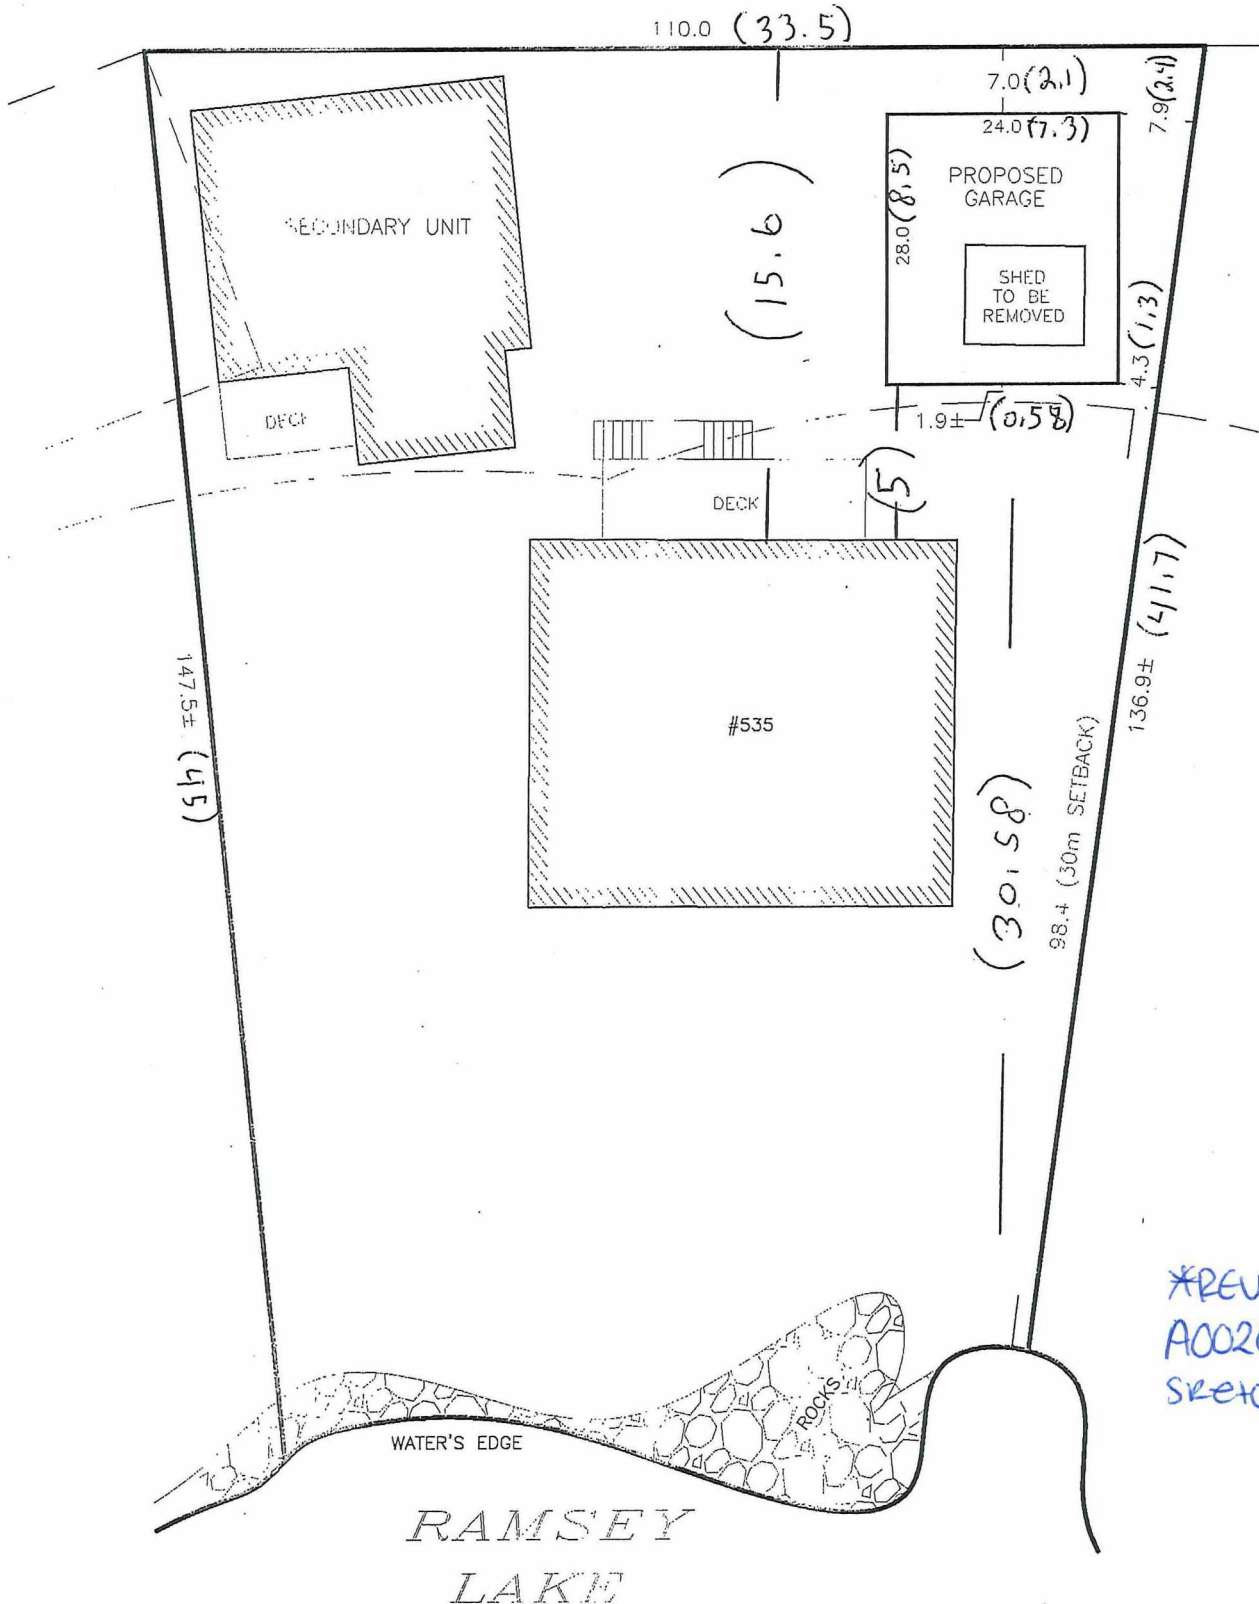 110.0 (33.5)
7.0 (2.1)
7.9 (2.4)
24.0 (7.3)
PROPOSED
GARAGE
28.0 (8.5)
SHED
TO BE
REMOVED
4.3 (1.3)
SECONDARY UNIT
(15.6)
DECK
1.9± (0.58)
DECK
(5)
136.9± (41.7)
147.5± (45)
#535
98.4 (30m SETBACK)
(30.58)
ROCKS
WATER'S EDGE
RAMSEY
LAKE